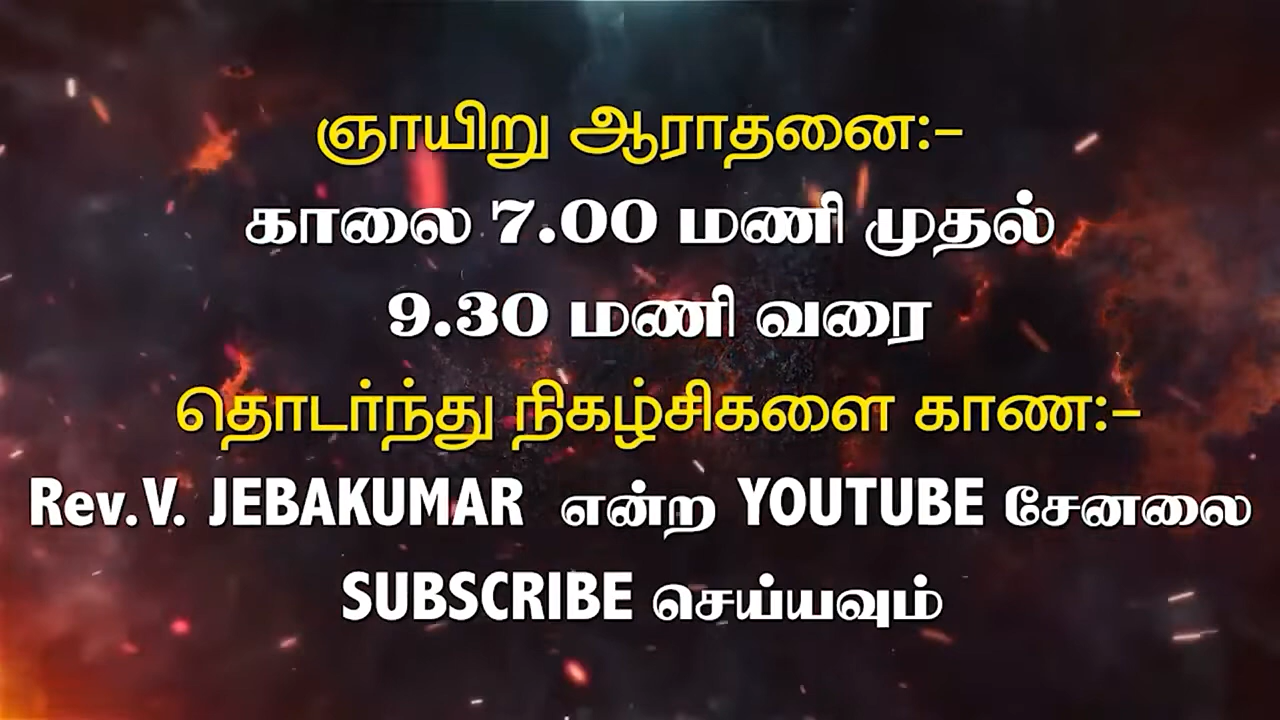 ஞாயிறு ஆராதனை:–
காலை 7.00 மணி முதல்
9.30 மணி வரை
தொடர்ந்து நிகழ்சிகளை காண:–
Rev.V. JEBAKUMAR என்ற YOUTUBE சேனலை
SUBSCRIBE செய்யவும்